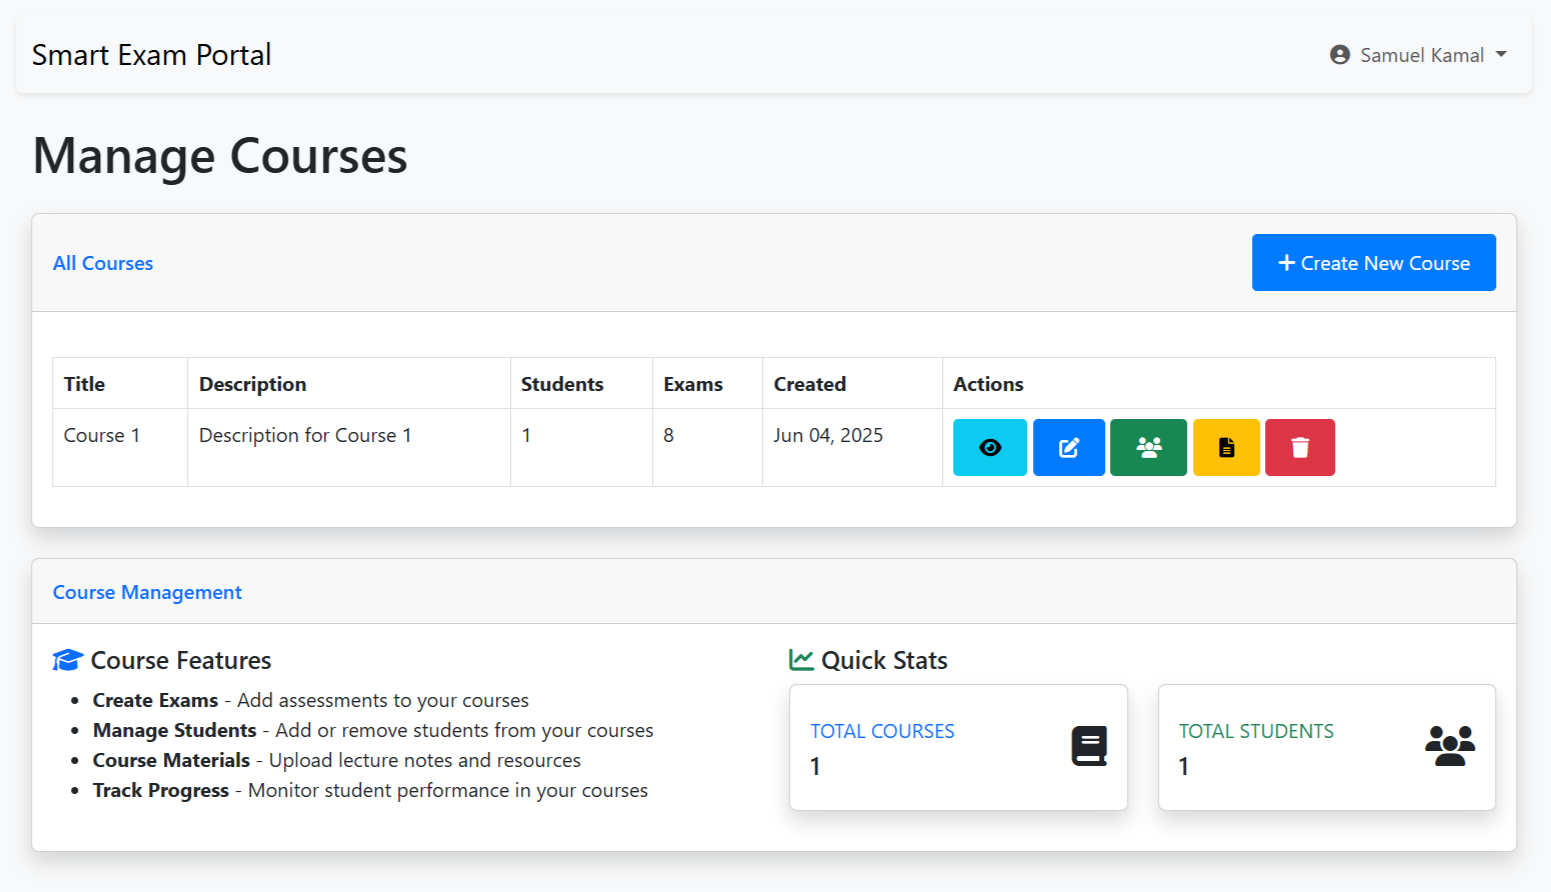 Smart Exam Portal
Samuel Kamal
Manage Courses
All Courses
Create New Course
Title Description Students Exams Created Actions
Course 1 Description for Course 1 1 8 Jun 04, 2025
Course Management
Course Features
Create Exams - Add assessments to your courses
Manage Students - Add or remove students from your courses
Course Materials - Upload lecture notes and resources
Track Progress - Monitor student performance in your courses
Quick Stats
TOTAL COURSES
1
TOTAL STUDENTS
1